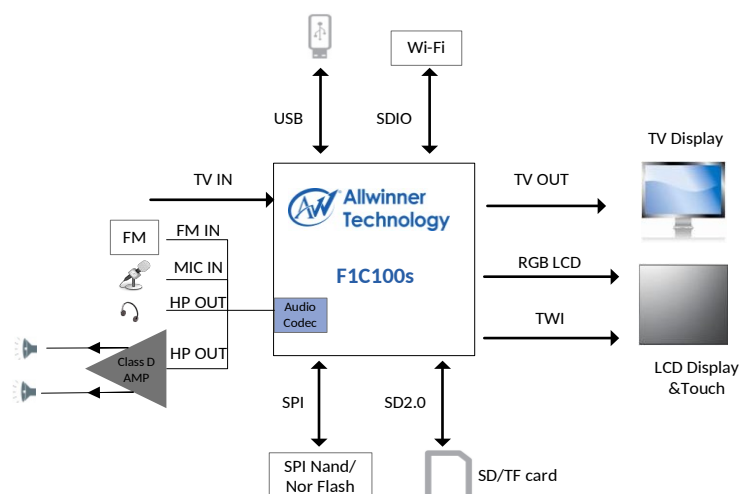 Wi-Fi
USB
SDIO
TV Display
TV IN
TV OUT
AW
Allwinner
Technology
FM
FM IN
MIC IN
F1C100s
RGB LCD
HP OUT
Audio
Codec
TWI
HP OUT
Class D
AMP
LCD Display
&Touch
SPI
SD2.0
SPI Nand/
Nor Flash
SD/TF card